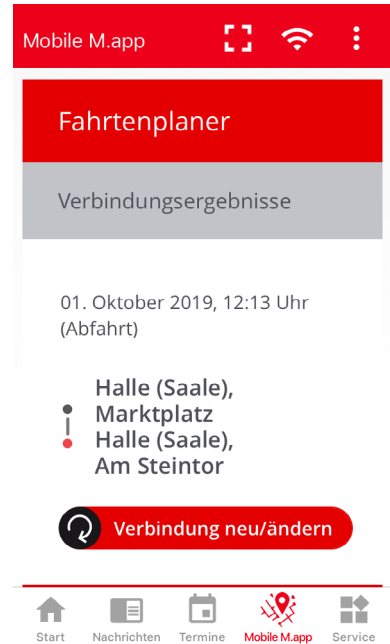 Mobile M.app
Fahrtenplaner
Verbindungsergebnisse
01. Oktober 2019, 12:13 Uhr
(Abfahrt)
Halle (Saale),
Marktplatz
Halle (Saale),
Am Steintor
Verbindung neu/ändern
Start Nachrichten Termine Mobile M.app Service